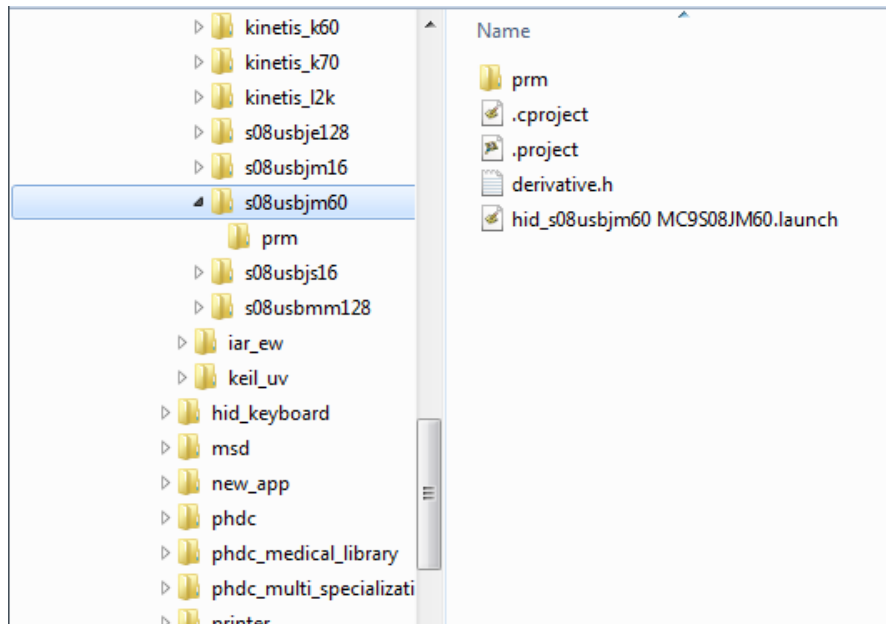 kinetis_k60
kinetis_k70
kinetis_l2k
s08usbje128
s08usbjm16
s08usbjm60
prm
s08usbjs16
s08usbmm128
iar_ew
keil_uv
hid_keyboard
msd
new_app
phdc
phdc_medical_library
phdc_multi_specializati
printer
Name
prm
.cproject
.project
derivative.h
hid_s08usbjm60 MC9S08JM60.launch